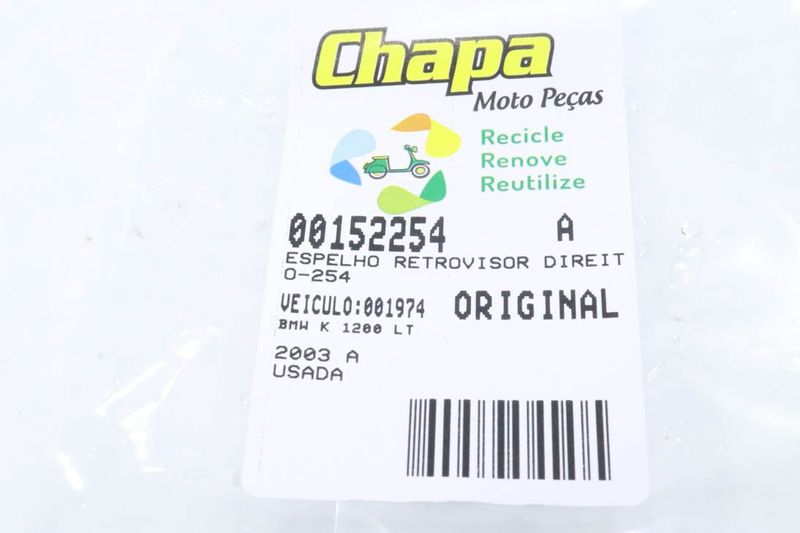 Chapa
Moto Peças
Recicle
Renove
Reutilize
00152254 A
ESPELHO RETROVISOR DIREIT
O-254
VEICULO:001974 ORIGINAL
BMW K 1200 LT
2003 A
USADA